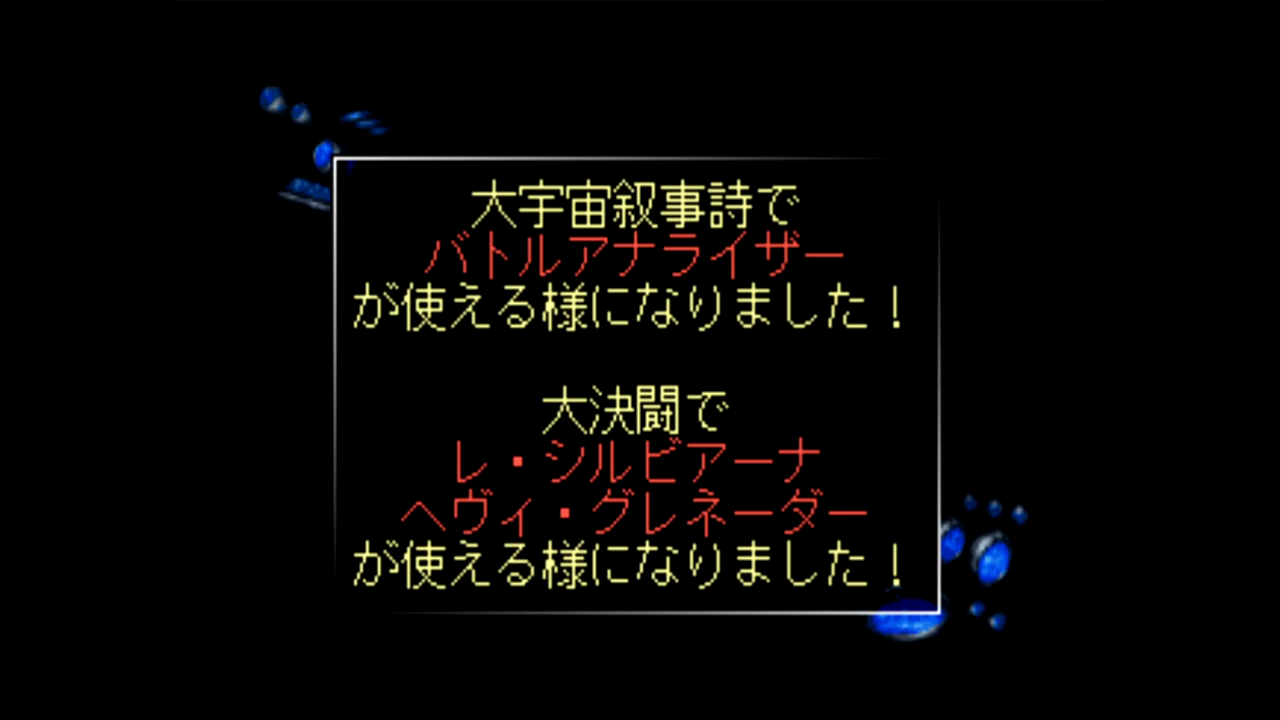 大宇宙叙事詩で
バトルアナライザー
が使える様になりました！
大決闘で
レ・シルビアーナ
ヘヴィ・グレネーダー
が使える様になりました！